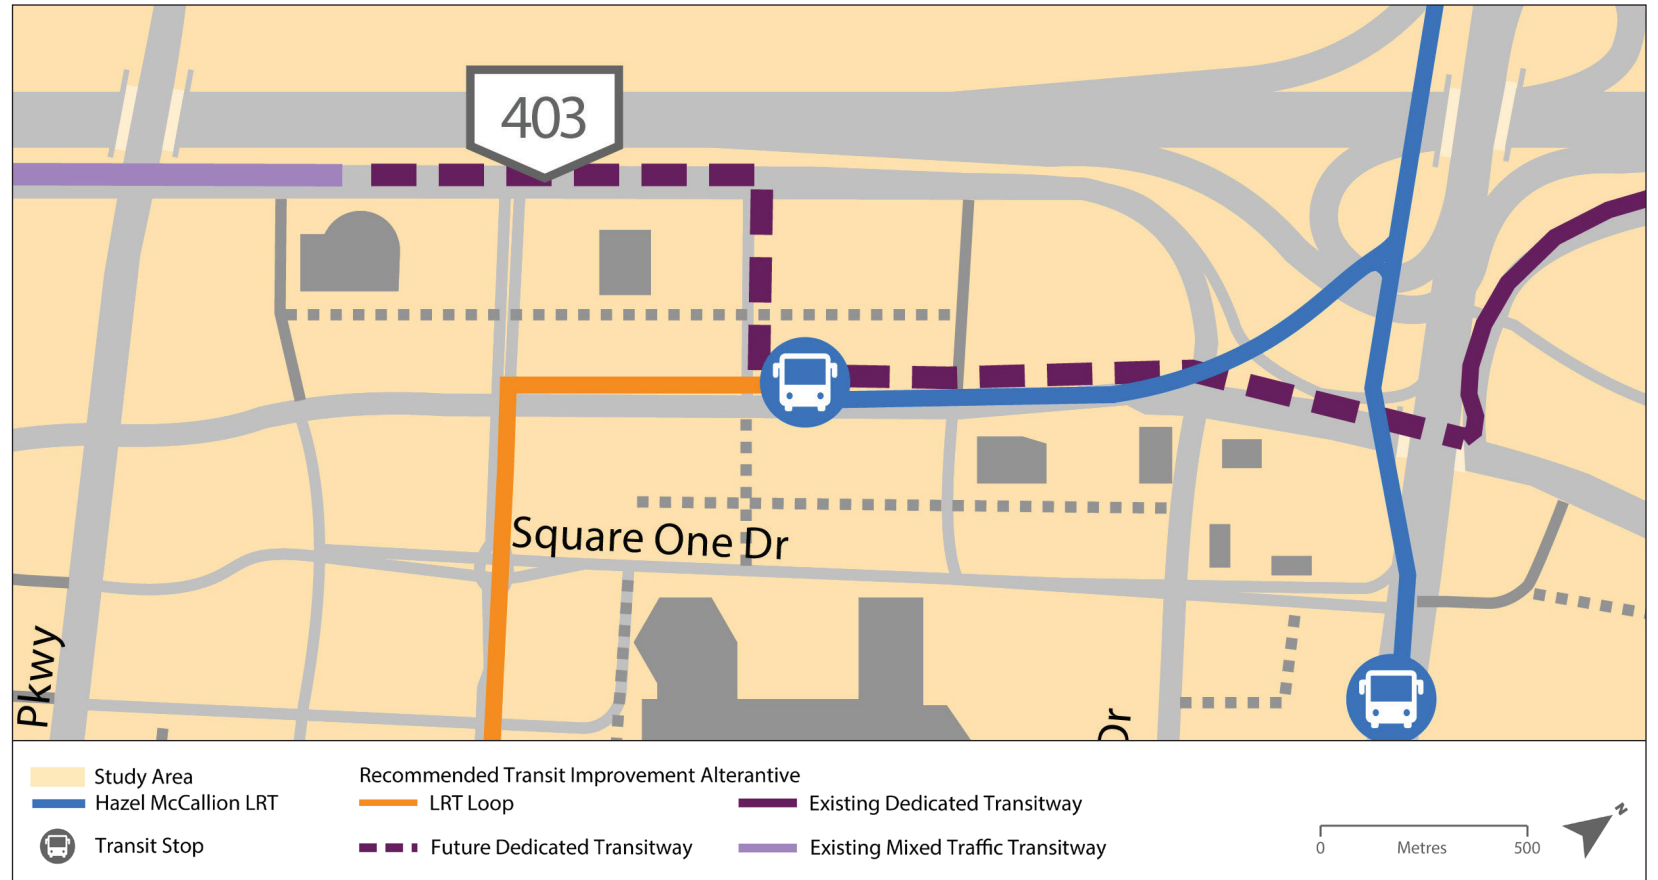 403
Square One Dr
Pkwy
Dr
Study Area
Recommended Transit Improvement Alterantive
Hazel McCallion LRT
LRT Loop
Existing Dedicated Transitway
Transit Stop
Future Dedicated Transitway
Existing Mixed Traffic Transitway
0 Metres 500
N